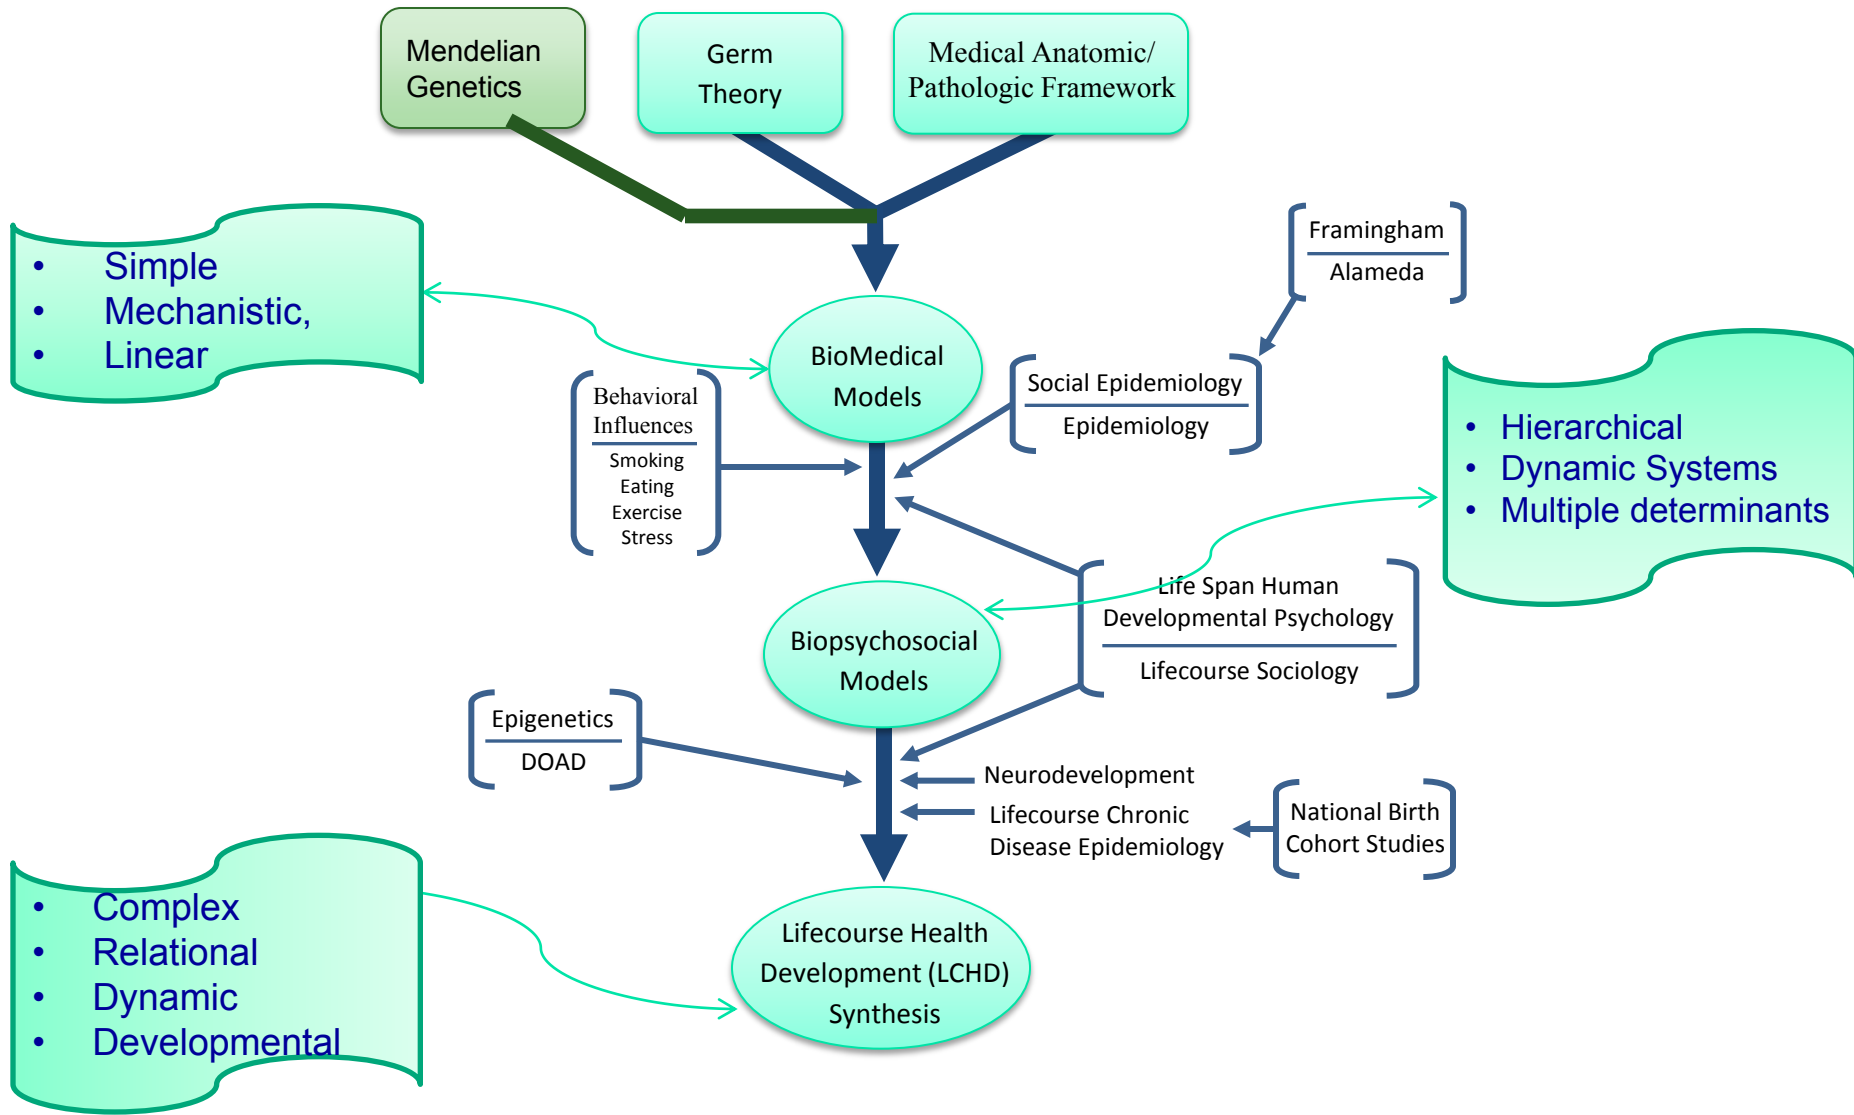 Mendelian
Genetics
Germ
Theory
Medical Anatomic/
Pathologic Framework
• Simple
• Mechanistic,
• Linear
Framingham
Alameda
BioMedical
Models
Social Epidemiology
Epidemiology
Behavioral
Influences
Smoking
Eating
Exercise
Stress
• Hierarchical
• Dynamic Systems
• Multiple determinants
Life Span Human
Developmental Psychology
Lifecourse Sociology
Biopsychosocial
Models
Epigenetics
DOAD
Neurodevelopment
Lifecourse Chronic
Disease Epidemiology
National Birth
Cohort Studies
• Complex
• Relational
• Dynamic
• Developmental
Lifecourse Health
Development (LCHD)
Synthesis